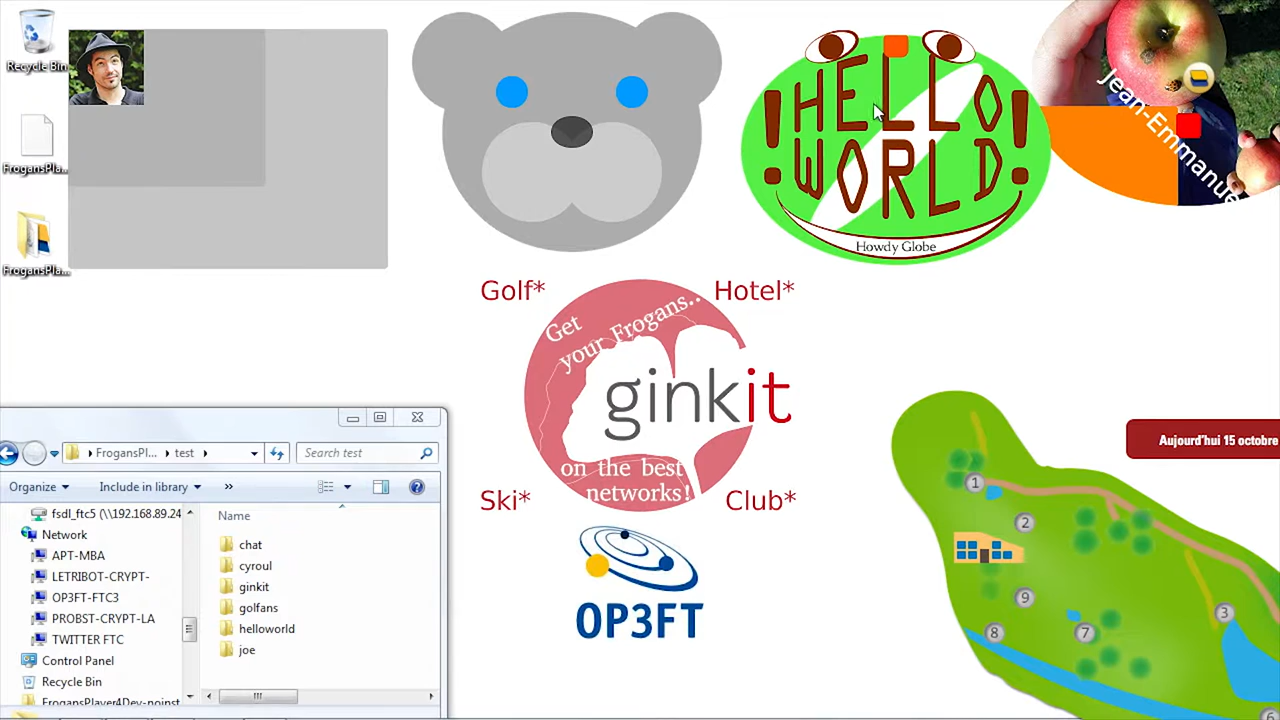 Recycle Bin
FrogansPla...
FrogansPla...
HELLO
WORLD
!
!
Howdy Globe
Jean-Emmanue
Golf*
Hotel*
Get
your Frogans..
ginkit
on the best
networks!
Ski*
Club*
OP3FT
Aujourd'hui 15 octobre
1
2
3
9
8
7
FrogansPl...
test
Search test
Organize
Include in library
»
fsdl_ftc5 (\\192.168.89.24
Network
APT-MBA
LETRIBOT-CRYPT-
OP3FT-FTC3
PROBST-CRYPT-LA
TWITTER FTC
Control Panel
Recycle Bin
FrogansPlayer4Dev-noinst
Name
chat
cyroul
ginkit
golfans
helloworld
joe